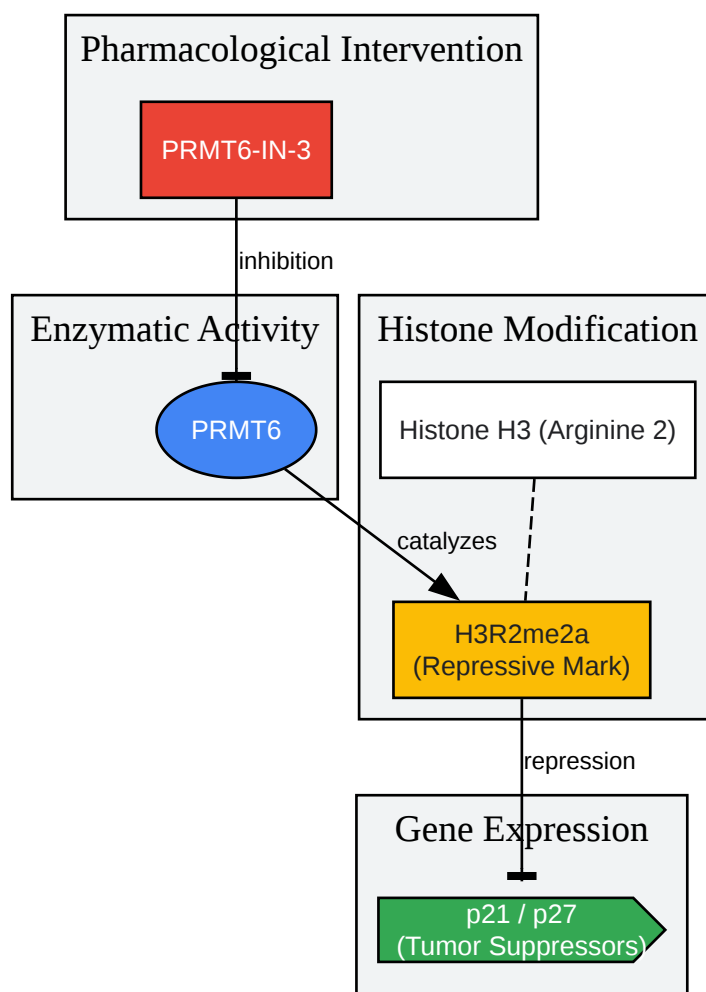 Pharmacological Intervention
PRMT6-IN-3
inhibition
Enzymatic Activity
PRMT6
Histone Modification
Histone H3 (Arginine 2)
catalyzes
H3R2me2a
(Repressive Mark)
repression
Gene Expression
p21 / p27
(Tumor Suppressors)